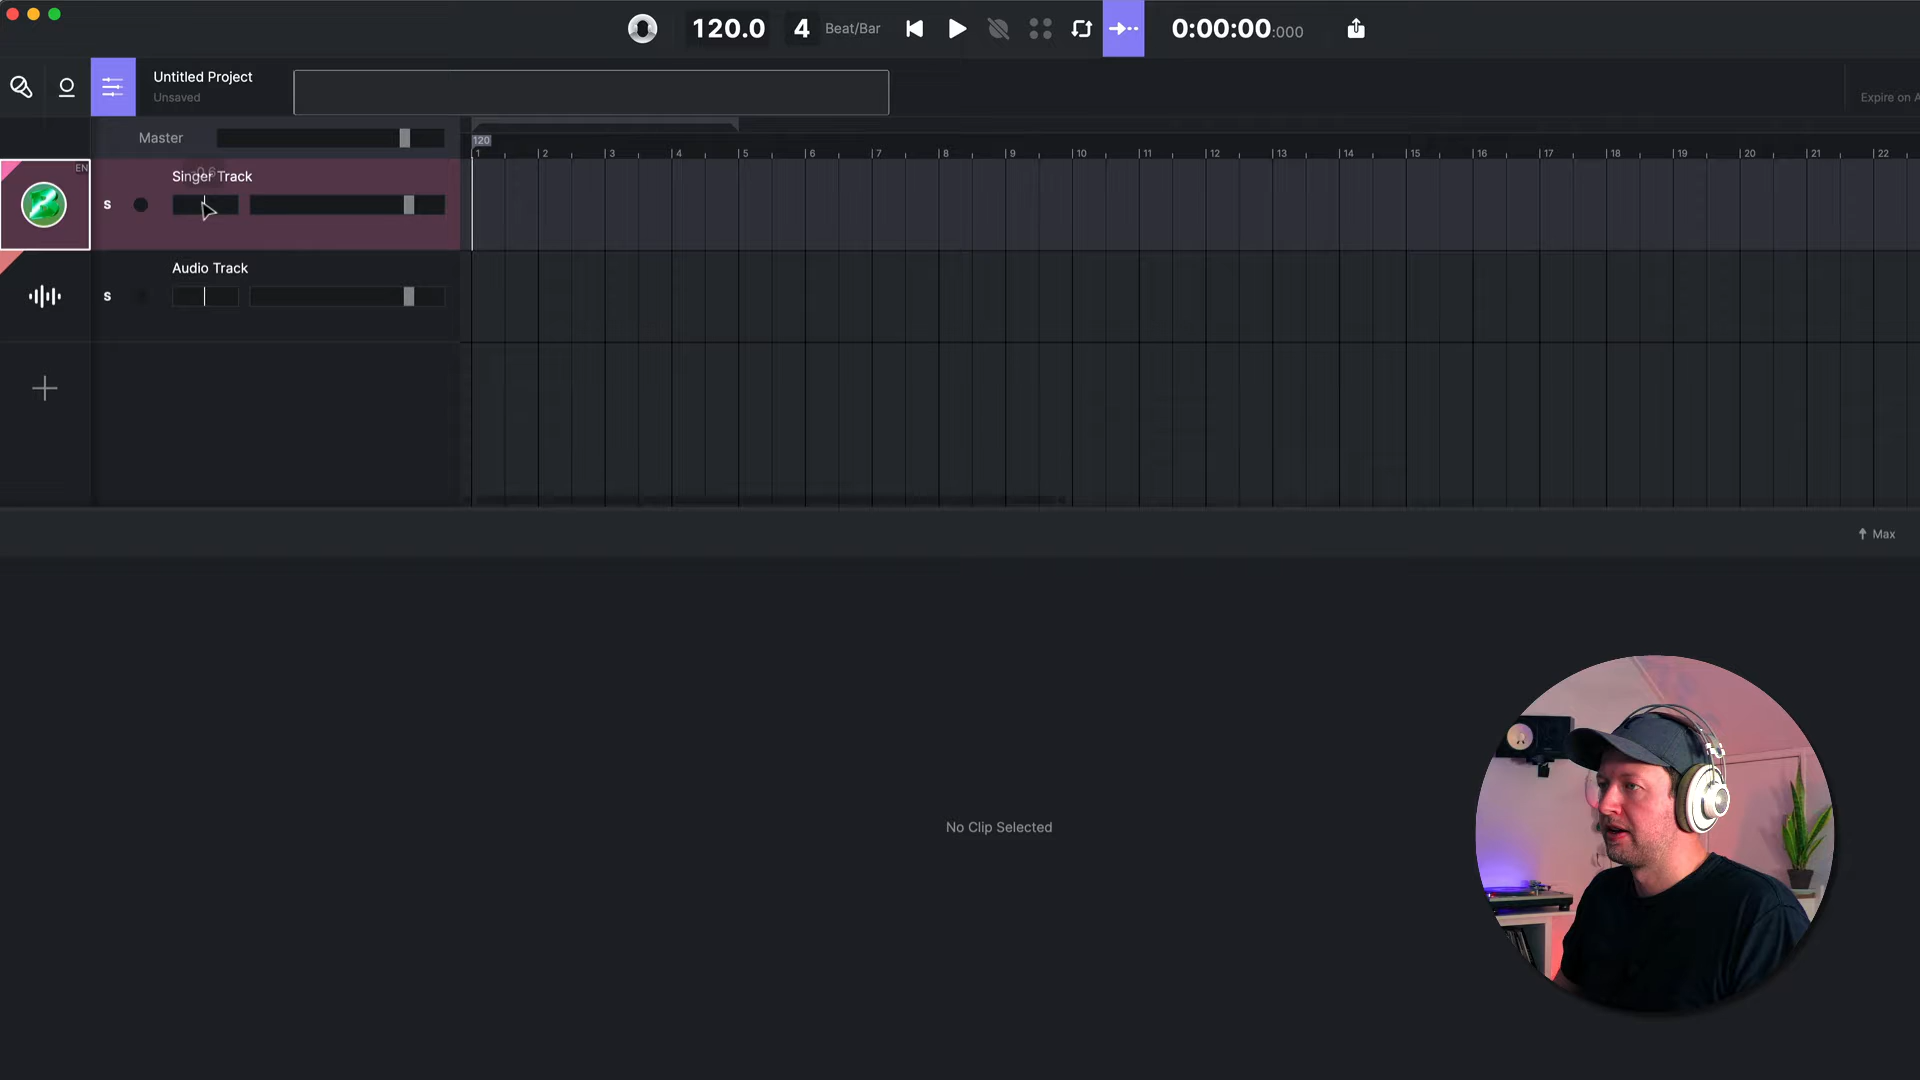 120.0 4 Beat/Bar 0:00:00:000
Untitled Project
Unsaved
Expire on A
Master
120
1 2 3 4 5 6 7 8 9 10 11 12 13 14 15 16 17 18 19 20 21 22
EN
Singer Track
S
Audio Track
S
Max
No Clip Selected